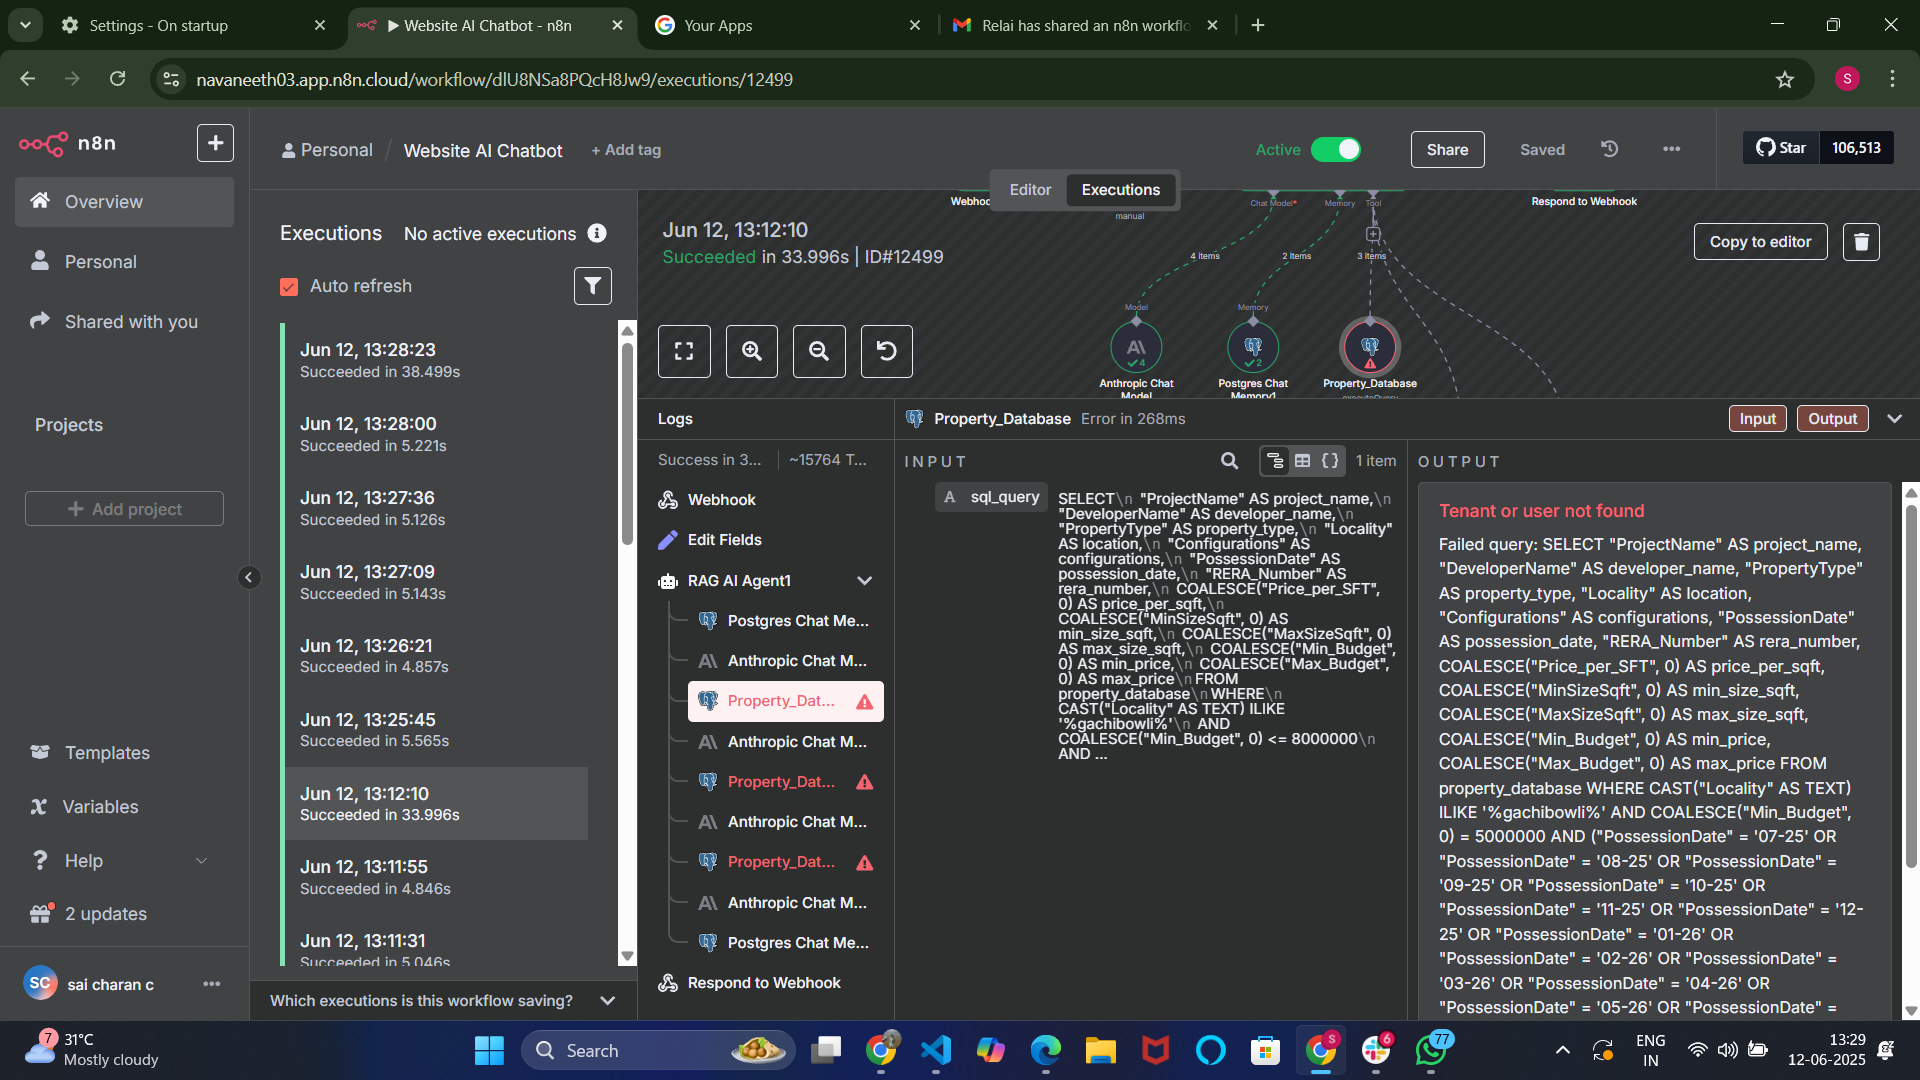 Settings - On startup
▶ Website AI Chatbot - n8n
Your Apps
Relai has shared an n8n workflo
navaneeth03.app.n8n.cloud/workflow/dlU8NSa8PQcH8Jw9/executions/12499
S
n8n
Personal / Website AI Chatbot + Add tag
Active
Share
Saved
Star 106,513
Editor Executions
Overview
Personal
Shared with you
Projects
+ Add project
Templates
Variables
Help
2 updates
SC sai charan c
Executions No active executions
Auto refresh
Jun 12, 13:28:23
Succeeded in 38.499s
Jun 12, 13:28:00
Succeeded in 5.221s
Jun 12, 13:27:36
Succeeded in 5.126s
Jun 12, 13:27:09
Succeeded in 5.143s
Jun 12, 13:26:21
Succeeded in 4.857s
Jun 12, 13:25:45
Succeeded in 5.565s
Jun 12, 13:12:10
Succeeded in 33.996s
Jun 12, 13:11:55
Succeeded in 4.846s
Jun 12, 13:11:31
Succeeded in 5.046s
Which executions is this workflow saving?
Jun 12, 13:12:10
Succeeded in 33.996s | ID#12499
Copy to editor
Webhoo
manual
Chat Model* Memory Tool
Respond to Webhook
4 items
2 items
3 items
Model
Memory
4
2
Anthropic Chat
Model
Postgres Chat
Memory1
Property_Database
executeQuery
Logs
Success in 3... ~15764 T...
Webhook
Edit Fields
RAG AI Agent1
Postgres Chat Me...
Anthropic Chat M...
Property_Dat...
Anthropic Chat M...
Property_Dat...
Anthropic Chat M...
Property_Dat...
Anthropic Chat M...
Postgres Chat Me...
Respond to Webhook
Property_Database Error in 268ms
Input
Output
INPUT
1 item
A sql_query
SELECT\n "ProjectName" AS project_name,\n
"DeveloperName" AS developer_name,\n
"PropertyType" AS property_type,\n "Locality"
AS location,\n "Configurations" AS
configurations,\n "PossessionDate" AS
possession_date,\n "RERA_Number" AS
rera_number,\n COALESCE("Price_per_SFT",
0) AS price_per_sqft,\n
COALESCE("MinSizeSqft", 0) AS
min_size_sqft,\n COALESCE("MaxSizeSqft", 0)
AS max_size_sqft,\n COALESCE("Min_Budget",
0) AS min_price,\n COALESCE("Max_Budget",
0) AS max_price\nFROM
property_database\nWHERE\n
CAST("Locality" AS TEXT) ILIKE
'%gachibowli%'\n AND
COALESCE("Min_Budget", 0) <= 8000000\n
AND ...
OUTPUT
Tenant or user not found
Failed query: SELECT "ProjectName" AS project_name,
"DeveloperName" AS developer_name, "PropertyType"
AS property_type, "Locality" AS location,
"Configurations" AS configurations, "PossessionDate"
AS possession_date, "RERA_Number" AS rera_number,
COALESCE("Price_per_SFT", 0) AS price_per_sqft,
COALESCE("MinSizeSqft", 0) AS min_size_sqft,
COALESCE("MaxSizeSqft", 0) AS max_size_sqft,
COALESCE("Min_Budget", 0) AS min_price,
COALESCE("Max_Budget", 0) AS max_price FROM
property_database WHERE CAST("Locality" AS TEXT)
ILIKE '%gachibowli%' AND COALESCE("Min_Budget",
0) = 5000000 AND ("PossessionDate" = '07-25' OR
"PossessionDate" = '08-25' OR "PossessionDate" =
'09-25' OR "PossessionDate" = '10-25' OR
"PossessionDate" = '11-25' OR "PossessionDate" = '12-
25' OR "PossessionDate" = '01-26' OR
"PossessionDate" = '02-26' OR "PossessionDate" =
'03-26' OR "PossessionDate" = '04-26' OR
"PossessionDate" = '05-26' OR "PossessionDate" =
7
31°C
Mostly cloudy
Search
S
6
77
ENG
IN
13:29
12-06-2025